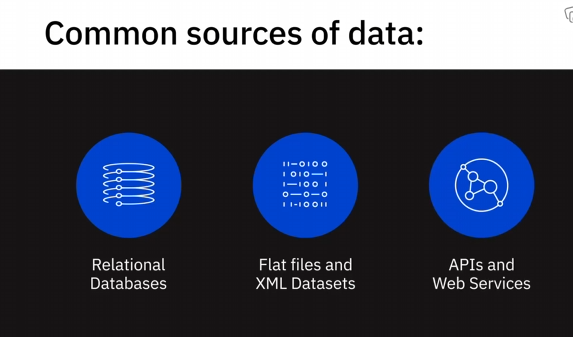 Common sources of data:
Relational
Databases
Flat files and
XML Datasets
APIs and
Web Services